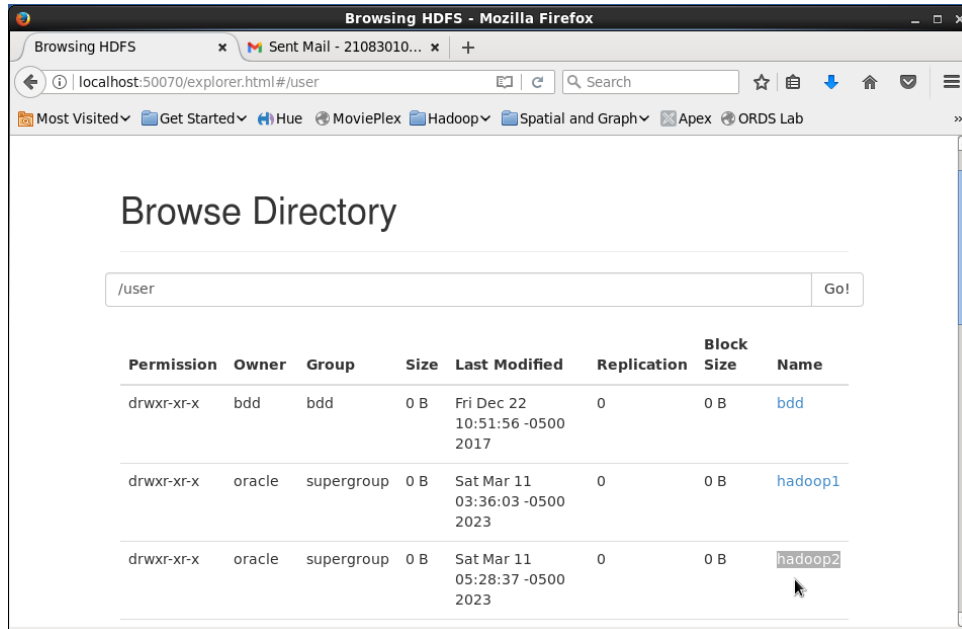 Browsing HDFS - Mozilla Firefox
Browsing HDFS
Sent Mail - 21083010...
localhost:50070/explorer.html#/user
Search
Most Visited Get Started Hue MoviePlex Hadoop Spatial and Graph Apex ORDS Lab »
Browse Directory
/user
Go!
Permission Owner Group Size Last Modified Replication Block Size Name
drwxr-xr-x bdd bdd 0 B Fri Dec 22 10:51:56 -0500 2017 0 0 B bdd
drwxr-xr-x oracle supergroup 0 B Sat Mar 11 03:36:03 -0500 2023 0 0 B hadoop1
drwxr-xr-x oracle supergroup 0 B Sat Mar 11 05:28:37 -0500 2023 0 0 B hadoop2